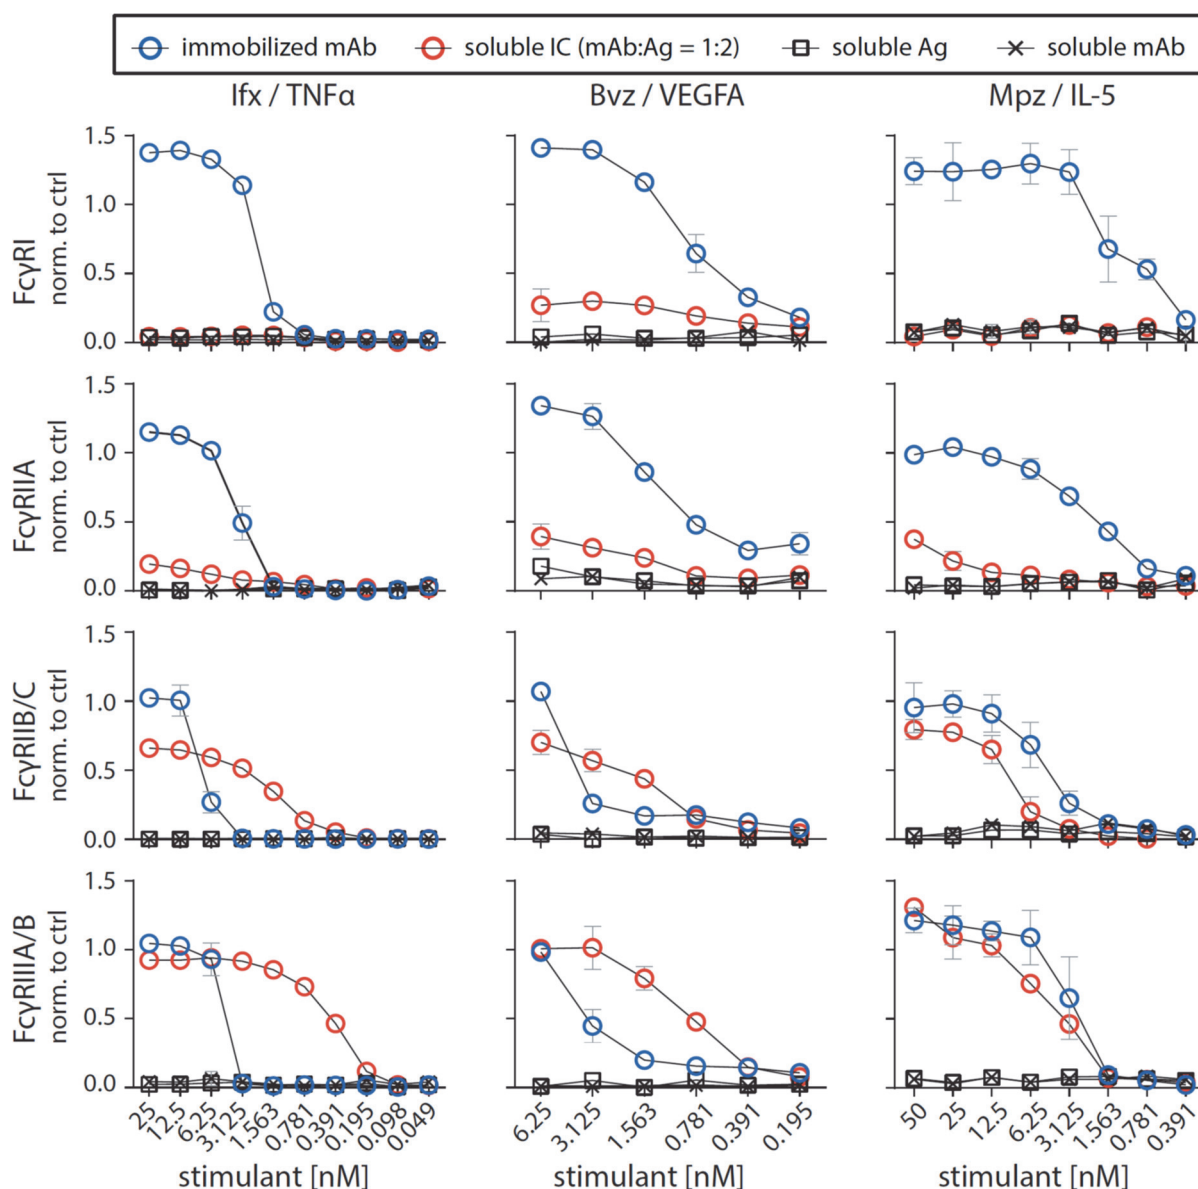 immobilized mAb soluble IC (mAb:Ag = 1:2) soluble Ag soluble mAb
Ifx / TNFα Bvz / VEGFA Mpz / IL-5
FcγRI
norm. to ctrl
1.5
1.0
0.5
0.0
FcγRIIA
norm. to ctrl
1.5
1.0
0.5
0.0
FcγRIIB/C
norm. to ctrl
1.5
1.0
0.5
0.0
FcγRIIIA/B
norm. to ctrl
1.5
1.0
0.5
0.0
25 12.5 6.25 3.125 1.563 0.781 0.391 0.195 0.098 0.049
6.25 3.125 1.563 0.781 0.391 0.195
50 25 12.5 6.25 3.125 1.563 0.781 0.391
stimulant [nM] stimulant [nM] stimulant [nM]